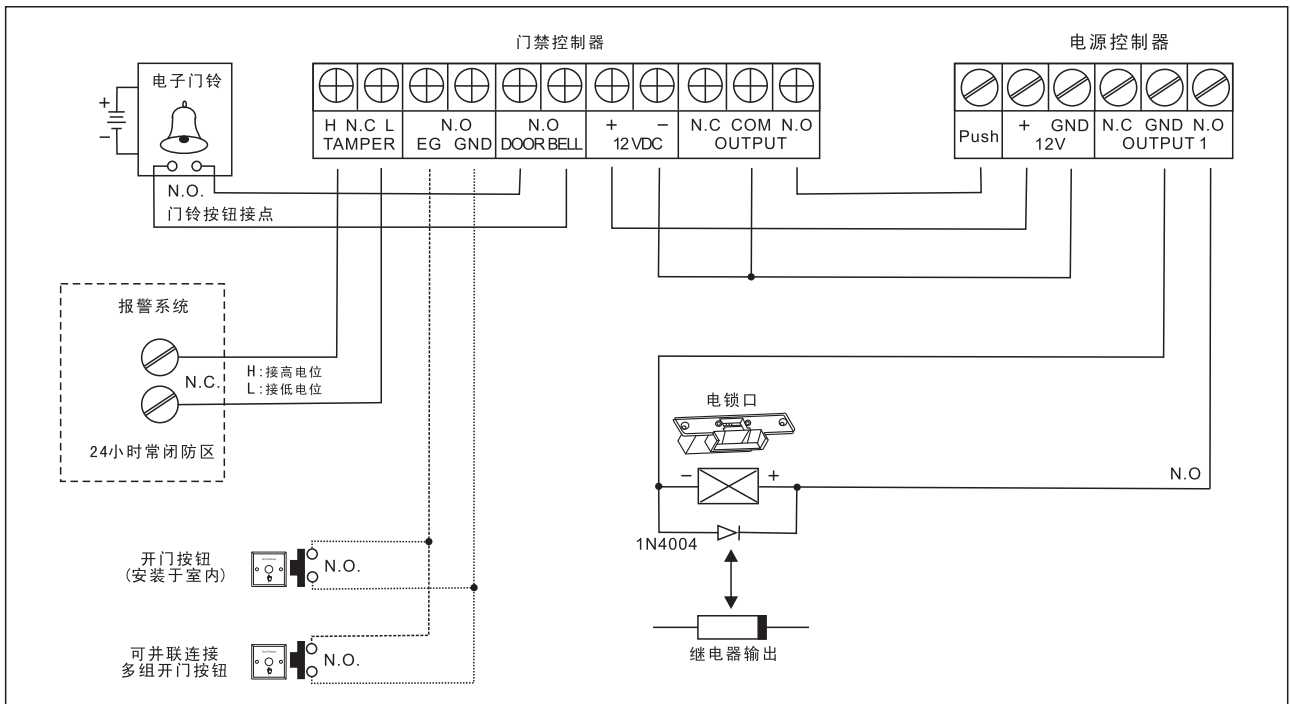 门禁控制器
电源控制器
电子门铃
+
−
H N.C L
TAMPER
N.O
EG GND
N.O
DOOR BELL
+ −
12 VDC
N.C COM N.O
OUTPUT
Push
+ GND
12V
N.C GND N.O
OUTPUT 1
N.O.
门铃按钮接点
报警系统
N.C.
H:接高电位
L:接低电位
24小时常闭防区
电锁口
− +
N.O
1N4004
继电器输出
开门按钮
(安装于室内)
N.O.
可并联连接
多组开门按钮
N.O.